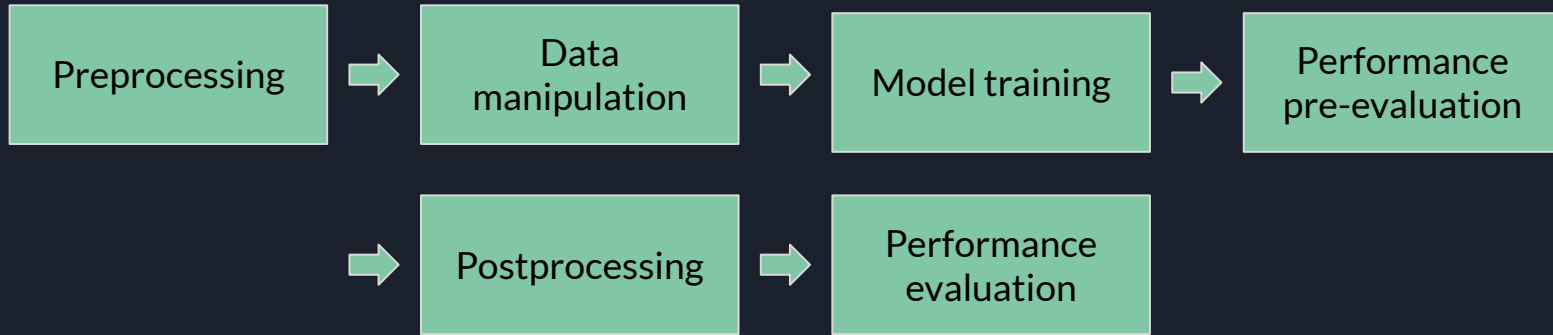 Preprocessing
Data
manipulation
Model training
Performance
pre-evaluation
Postprocessing
Performance
evaluation